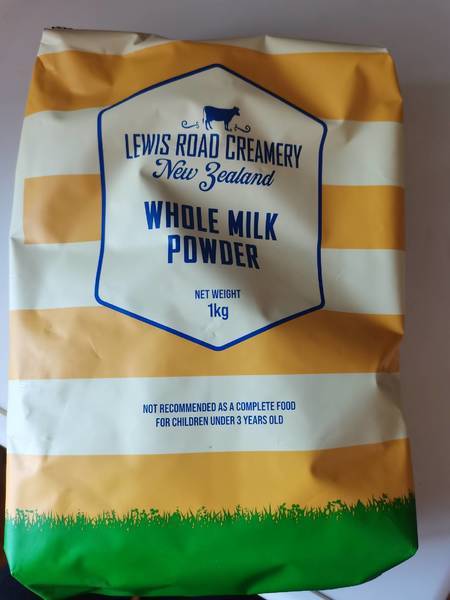 LEWIS ROAD CREAMERY
New Zealand
WHOLE MILK
POWDER
NET WEIGHT
1kg
NOT RECOMMENDED AS A COMPLETE FOOD
FOR CHILDREN UNDER 3 YEARS OLD